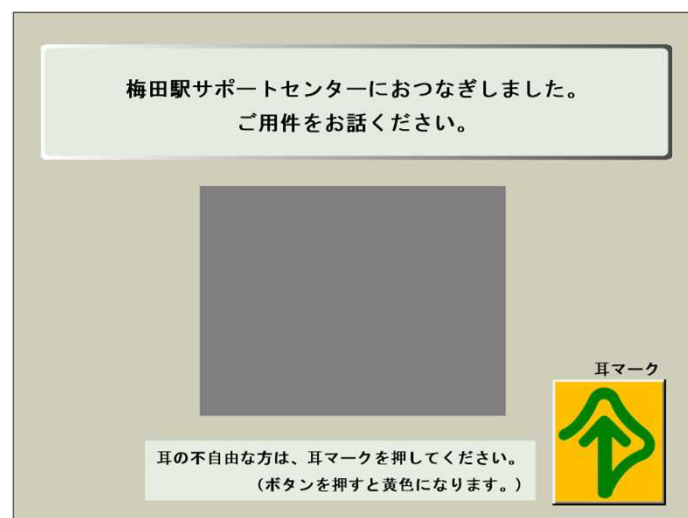 梅田駅サポートセンターにおつなぎしました。
ご用件をお話ください。
耳マーク
耳の不自由な方は、耳マークを押してください。
（ボタンを押すと黄色になります。）